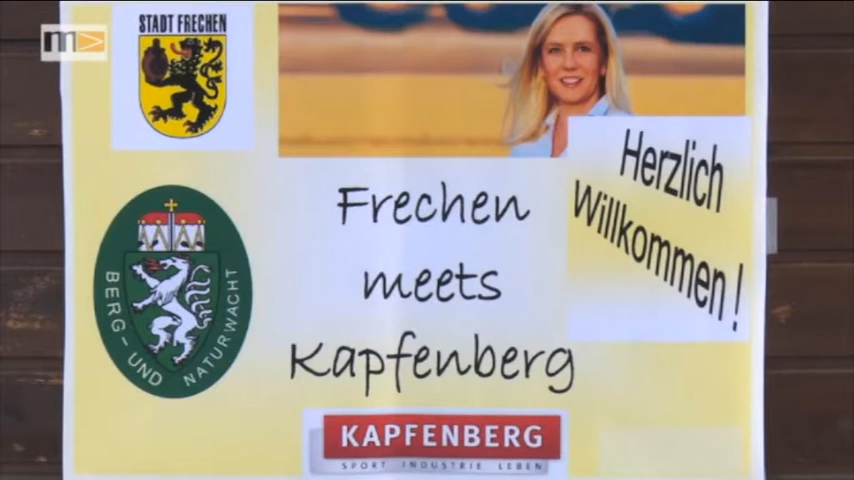 m>
STADT FRECHEN
Herzlich
Willkommen!
Frechen
meets
Kapfenberg
BERG- UND NATURWACHT
KAPFENBERG
SPORT INDUSTRIE LEBEN